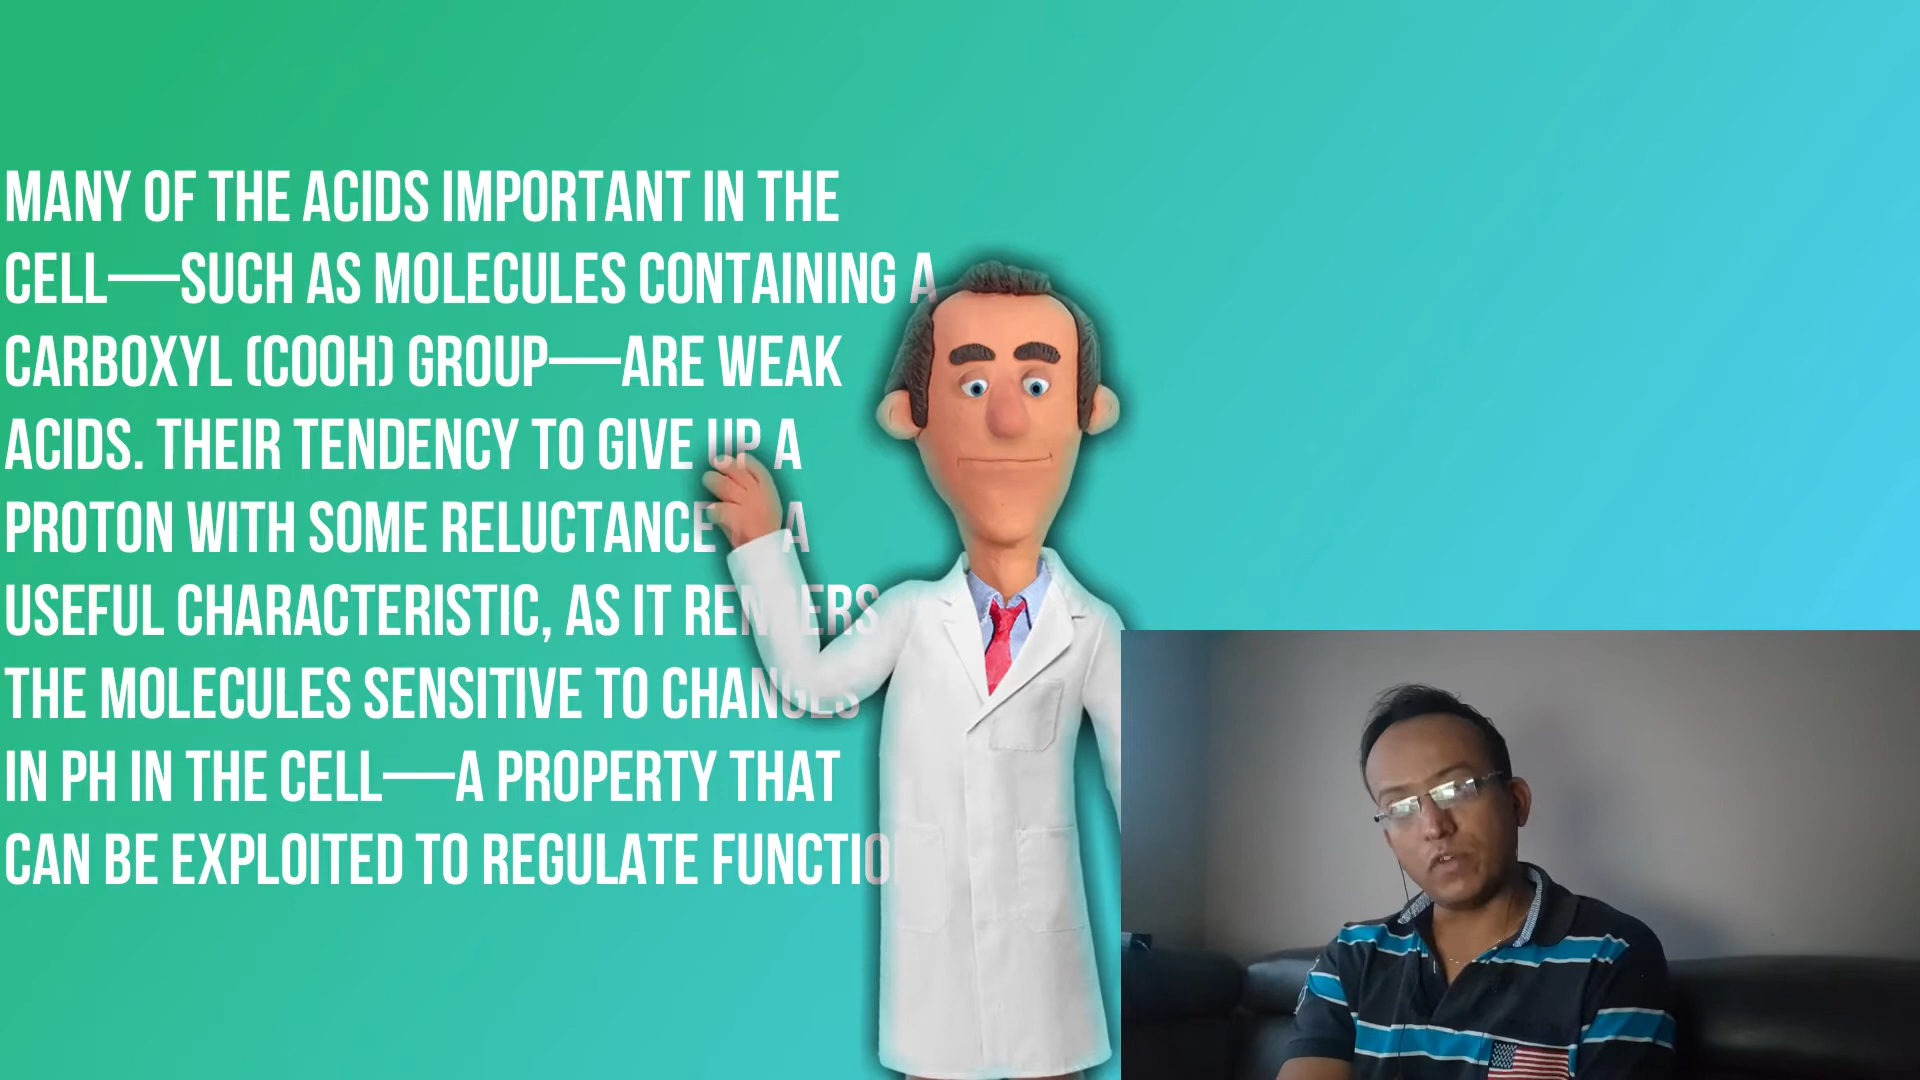 MANY OF THE ACIDS IMPORTANT IN THE
CELL—SUCH AS MOLECULES CONTAINING A
CARBOXYL (COOH) GROUP—ARE WEAK
ACIDS. THEIR TENDENCY TO GIVE UP A
PROTON WITH SOME RELUCTANCE A
USEFUL CHARACTERISTIC, AS IT RENDERS
THE MOLECULES SENSITIVE TO CHANGES
IN PH IN THE CELL—A PROPERTY THAT
CAN BE EXPLOITED TO REGULATE